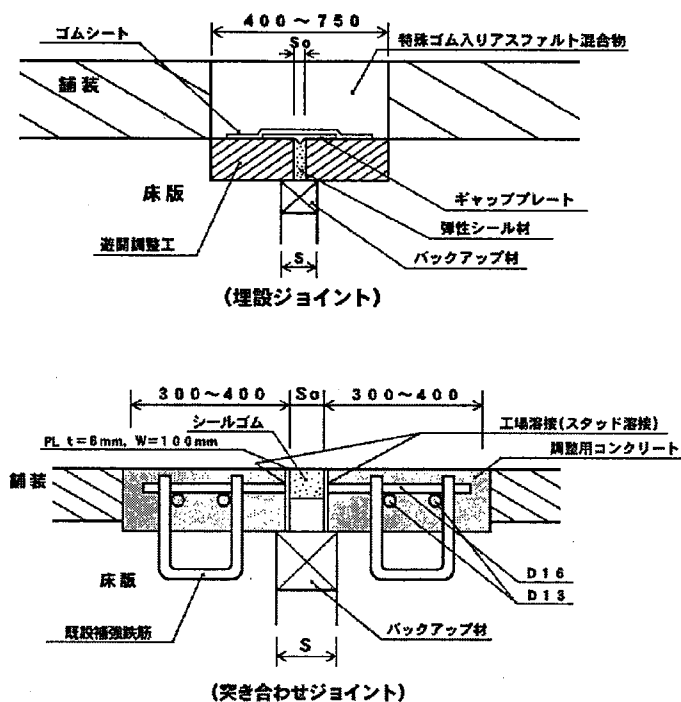 400～750
ゴムシート
So
特殊ゴム入りアスファルト混合物
舗装
床版
ギャッププレート
弾性シール材
遊間調整工
S
バックアップ材
(埋設ジョイント)
300～400
So
300～400
シールゴム
工場溶接(スタッド溶接)
PL t=6mm, W=100mm
調整用コンクリート
舗装
床版
D16
D13
既設補強鉄筋
バックアップ材
S
(突き合わせジョイント)